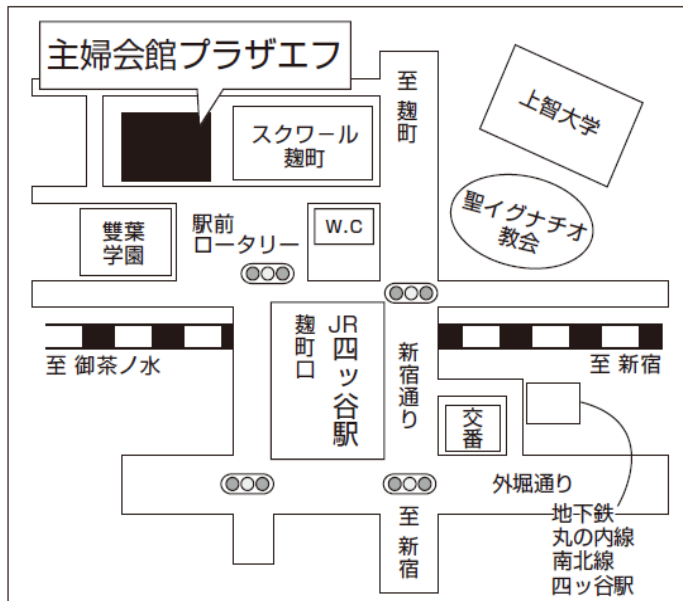 主婦会館プラザエフ
至 麹町
上智大学
スクワール
麹町
聖イグナチオ
教会
雙葉
学園
駅前
ロータリー
W.C
麹町口
JR四ッ谷駅
新宿通り
至 御茶ノ水
至 新宿
交番
外堀通り
至 新宿
地下鉄
丸の内線
南北線
四ッ谷駅